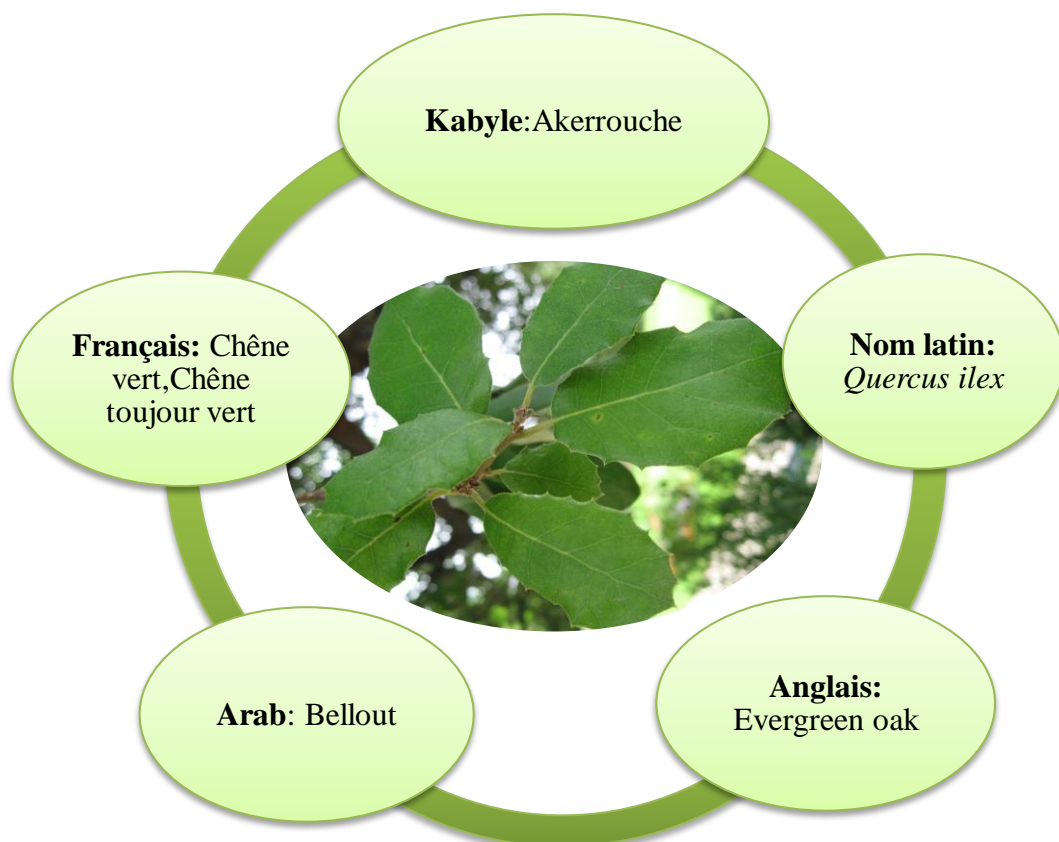 Kabyle:Akerrouche
Français: Chêne
vert,Chêne
toujour vert
Nom latin:
Quercus ilex
Arab: Bellout
Anglais:
Evergreen oak